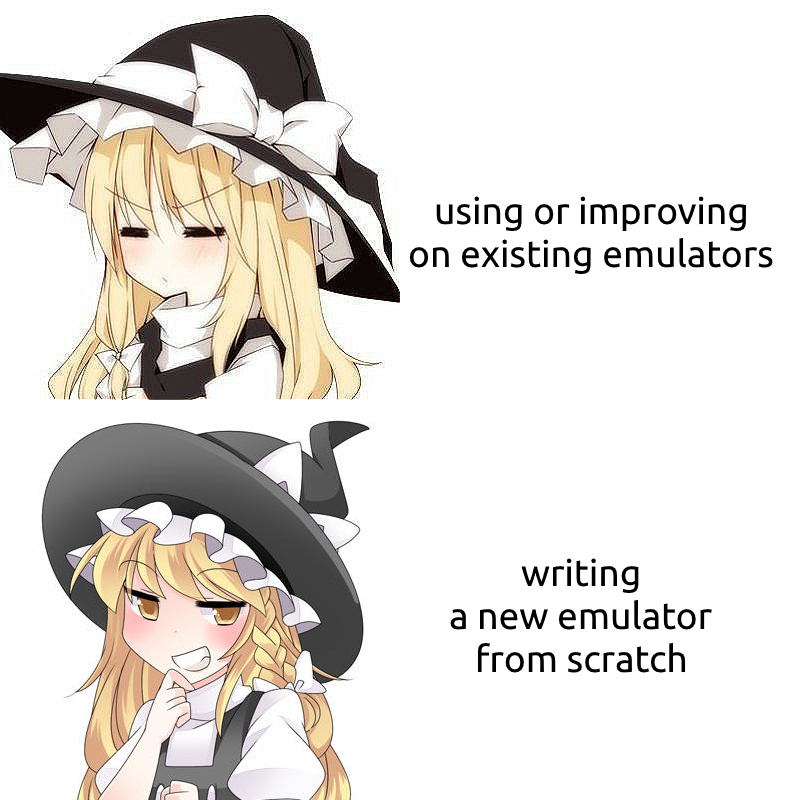 using or improving
on existing emulators
writing
a new emulator
from scratch